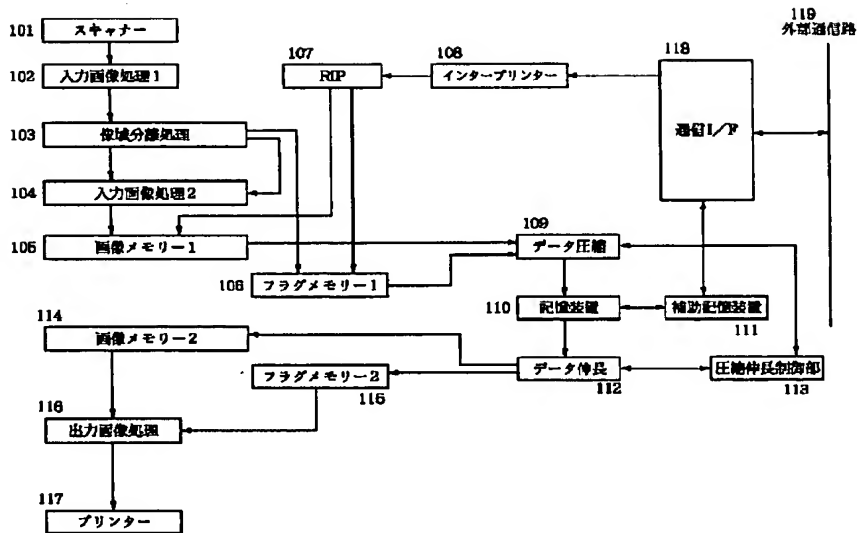 101 スキャナー
102 入力画像処理1
103 像域分離処理
104 入力画像処理2
105 画像メモリー1
106 フラグメモリー1
107
RIP
108
インタープリンター
118
通信I/F
119
外部通信路
109
データ圧縮
110 記憶装置
補助記憶装置
111
114
画像メモリー2
フラグメモリー2
115
データ伸長
112
圧縮伸長制御部
113
116
出力画像処理
117
プリンター